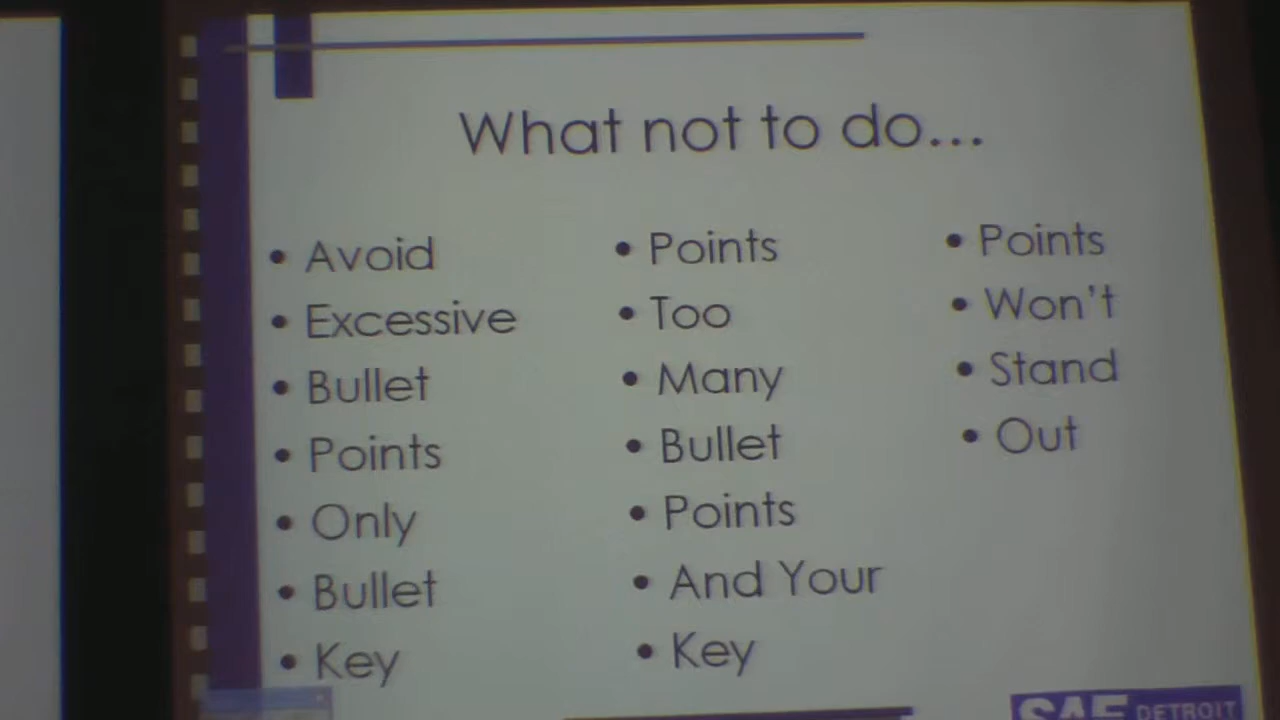 What not to do...
• Avoid
• Excessive
• Bullet
• Points
• Only
• Bullet
• Key
• Points
• Too
• Many
• Bullet
• Points
• And Your
• Key
• Points
• Won't
• Stand
• Out
SAE DETROIT